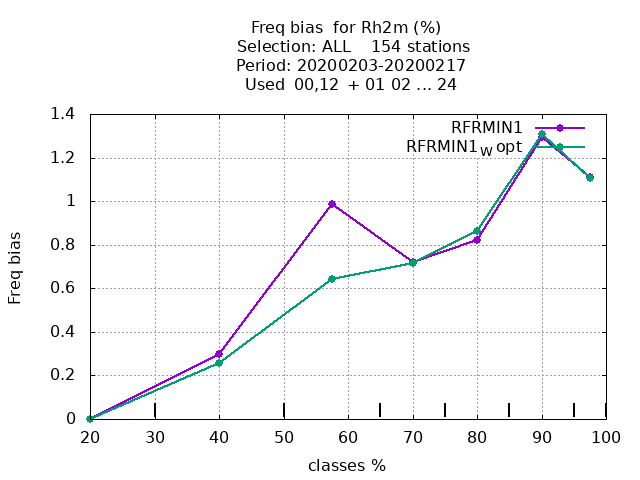 Freq bias  for Rh2m (%)
Selection: ALL    154 stations
Period: 20200203-20200217
Used  00,12  + 01 02 ... 24
RFRMIN1
RFRMIN1W opt
1.4
1.2
1
0.8
0.6
0.4
0.2
0
Freq bias
20 30 40 50 60 70 80 90 100
classes %